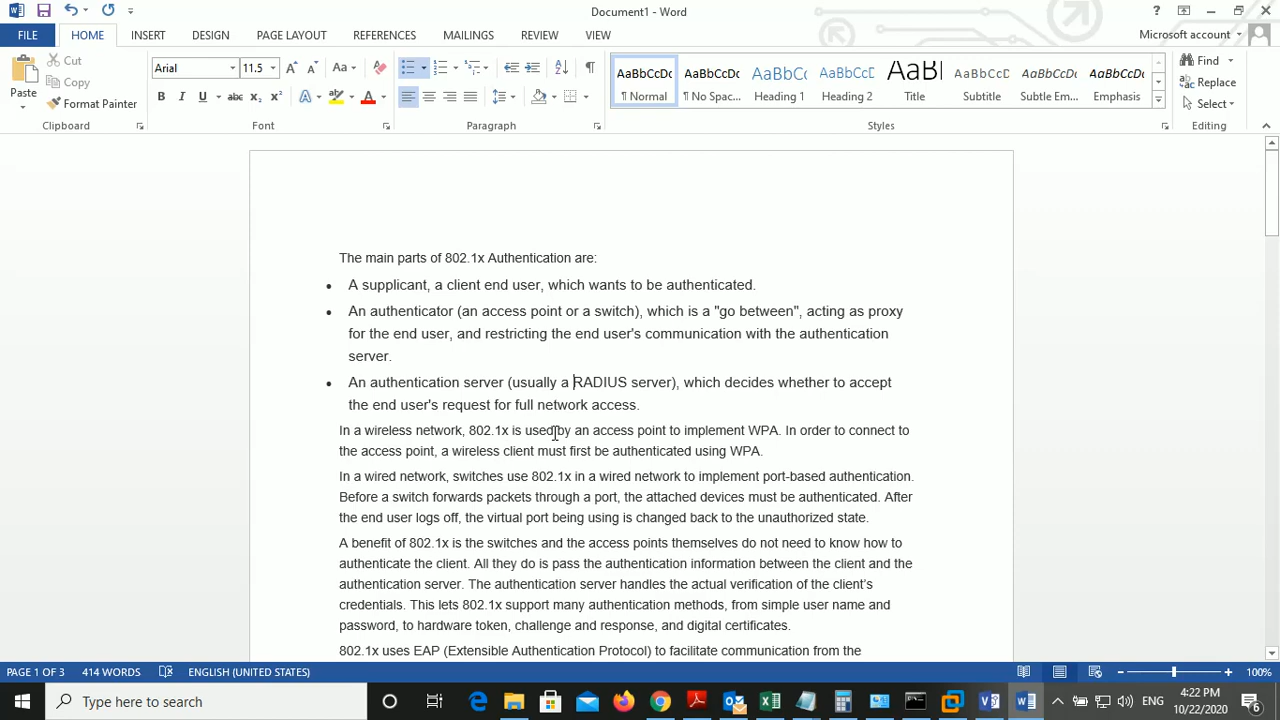 Document1 - Word
?
FILE HOME INSERT DESIGN PAGE LAYOUT REFERENCES MAILINGS REVIEW VIEW Microsoft account
Paste
Cut
Copy
Format Painter
Clipboard
Arial 11.5 Aa
B I U abc x₂ x² A A
Font
Paragraph
AaBbCcDc AaBbCcDc AaBbCc AaBbCcC AaBl AaBbCcD AaBbCcDc AaBbCcDc
¶ Normal ¶ No Spac... Heading 1 Heading 2 Title Subtitle Subtle Em... Emphasis
Styles
Find
Replace
Select
Editing
The main parts of 802.1x Authentication are:
• A supplicant, a client end user, which wants to be authenticated.
• An authenticator (an access point or a switch), which is a "go between", acting as proxy
for the end user, and restricting the end user's communication with the authentication
server.
• An authentication server (usually a RADIUS server), which decides whether to accept
the end user's request for full network access.
In a wireless network, 802.1x is used by an access point to implement WPA. In order to connect to
the access point, a wireless client must first be authenticated using WPA.
In a wired network, switches use 802.1x in a wired network to implement port-based authentication.
Before a switch forwards packets through a port, the attached devices must be authenticated. After
the end user logs off, the virtual port being using is changed back to the unauthorized state.
A benefit of 802.1x is the switches and the access points themselves do not need to know how to
authenticate the client. All they do is pass the authentication information between the client and the
authentication server. The authentication server handles the actual verification of the client’s
credentials. This lets 802.1x support many authentication methods, from simple user name and
password, to hardware token, challenge and response, and digital certificates.
802.1x uses EAP (Extensible Authentication Protocol) to facilitate communication from the
PAGE 1 OF 3 414 WORDS ENGLISH (UNITED STATES) 100%
Type here to search
ENG
4:22 PM
10/22/2020
6